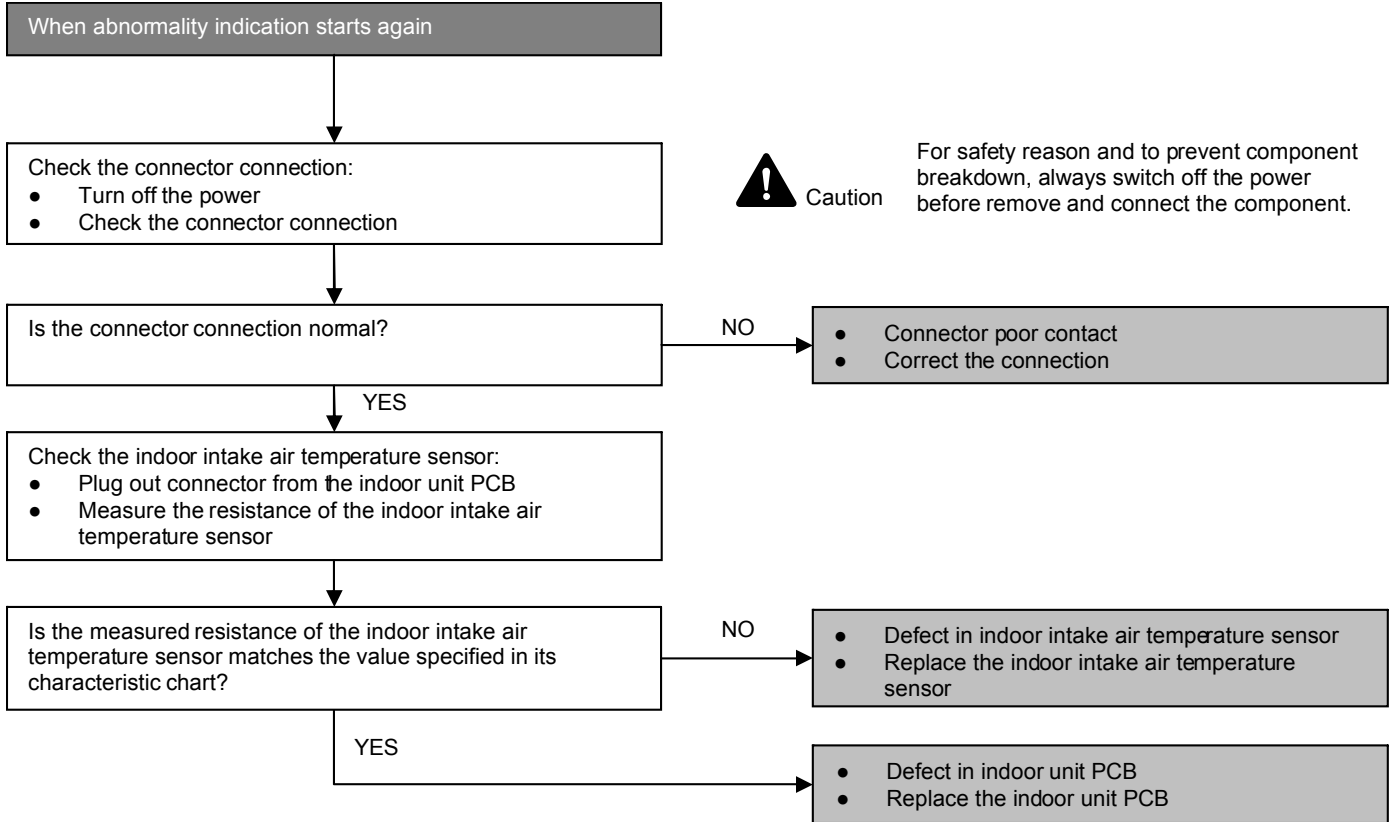 When abnormality indication starts again
Check the connector connection:
● Turn off the power
● Check the connector connection
Caution
For safety reason and to prevent component
breakdown, always switch off the power
before remove and connect the component.
Is the connector connection normal?
NO
● Connector poor contact
● Correct the connection
YES
Check the indoor intake air temperature sensor:
● Plug out connector from the indoor unit PCB
● Measure the resistance of the indoor intake air
temperature sensor
Is the measured resistance of the indoor intake air
temperature sensor matches the value specified in its
characteristic chart?
NO
● Defect in indoor intake air temperature sensor
● Replace the indoor intake air temperature
sensor
YES
● Defect in indoor unit PCB
● Replace the indoor unit PCB